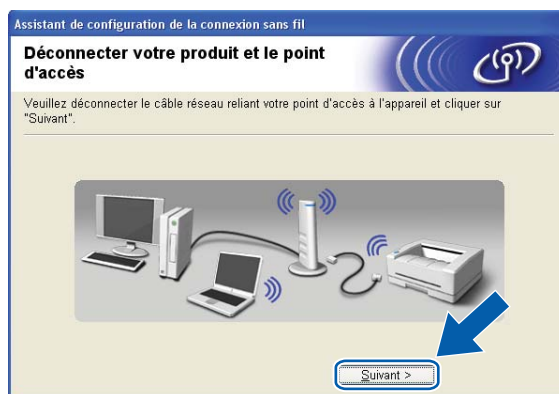 Assistant de configuration de la connexion sans fil
Déconnecter votre produit et le point
d'accès
Veuillez déconnecter le câble réseau reliant votre point d'accès à l'appareil et cliquer sur
"Suivant".
Suivant >